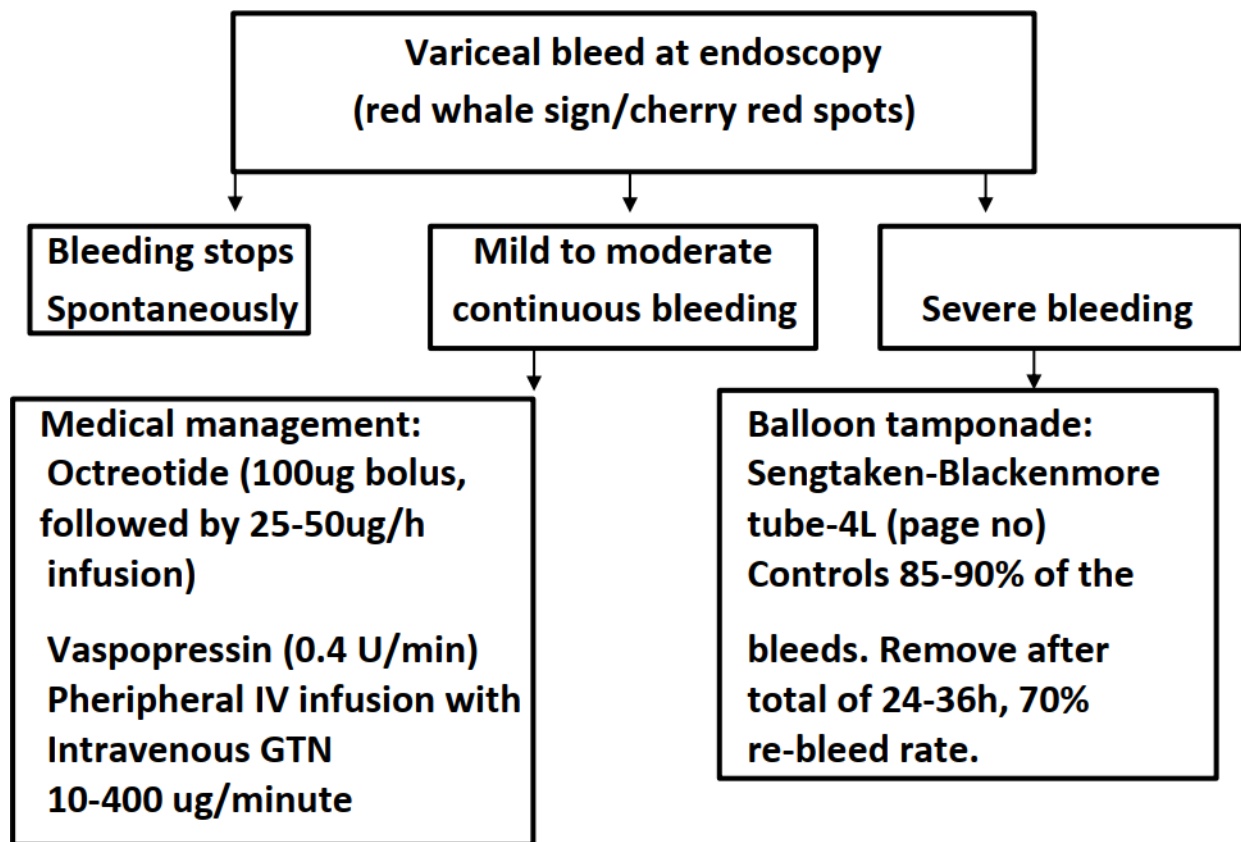 Variceal bleed at endoscopy
(red whale sign/cherry red spots)
Bleeding stops
Spontaneously
Mild to moderate
continuous bleeding
Severe bleeding
Medical management:
Octreotide (100ug bolus,
followed by 25-50ug/h
infusion)
Vaspopressin (0.4 U/min)
Pheripheral IV infusion with
Intravenous GTN
10-400 ug/minute
Balloon tamponade:
Sengtaken-Blackenmore
tube-4L (page no)
Controls 85-90% of the
bleeds. Remove after
total of 24-36h, 70%
re-bleed rate.